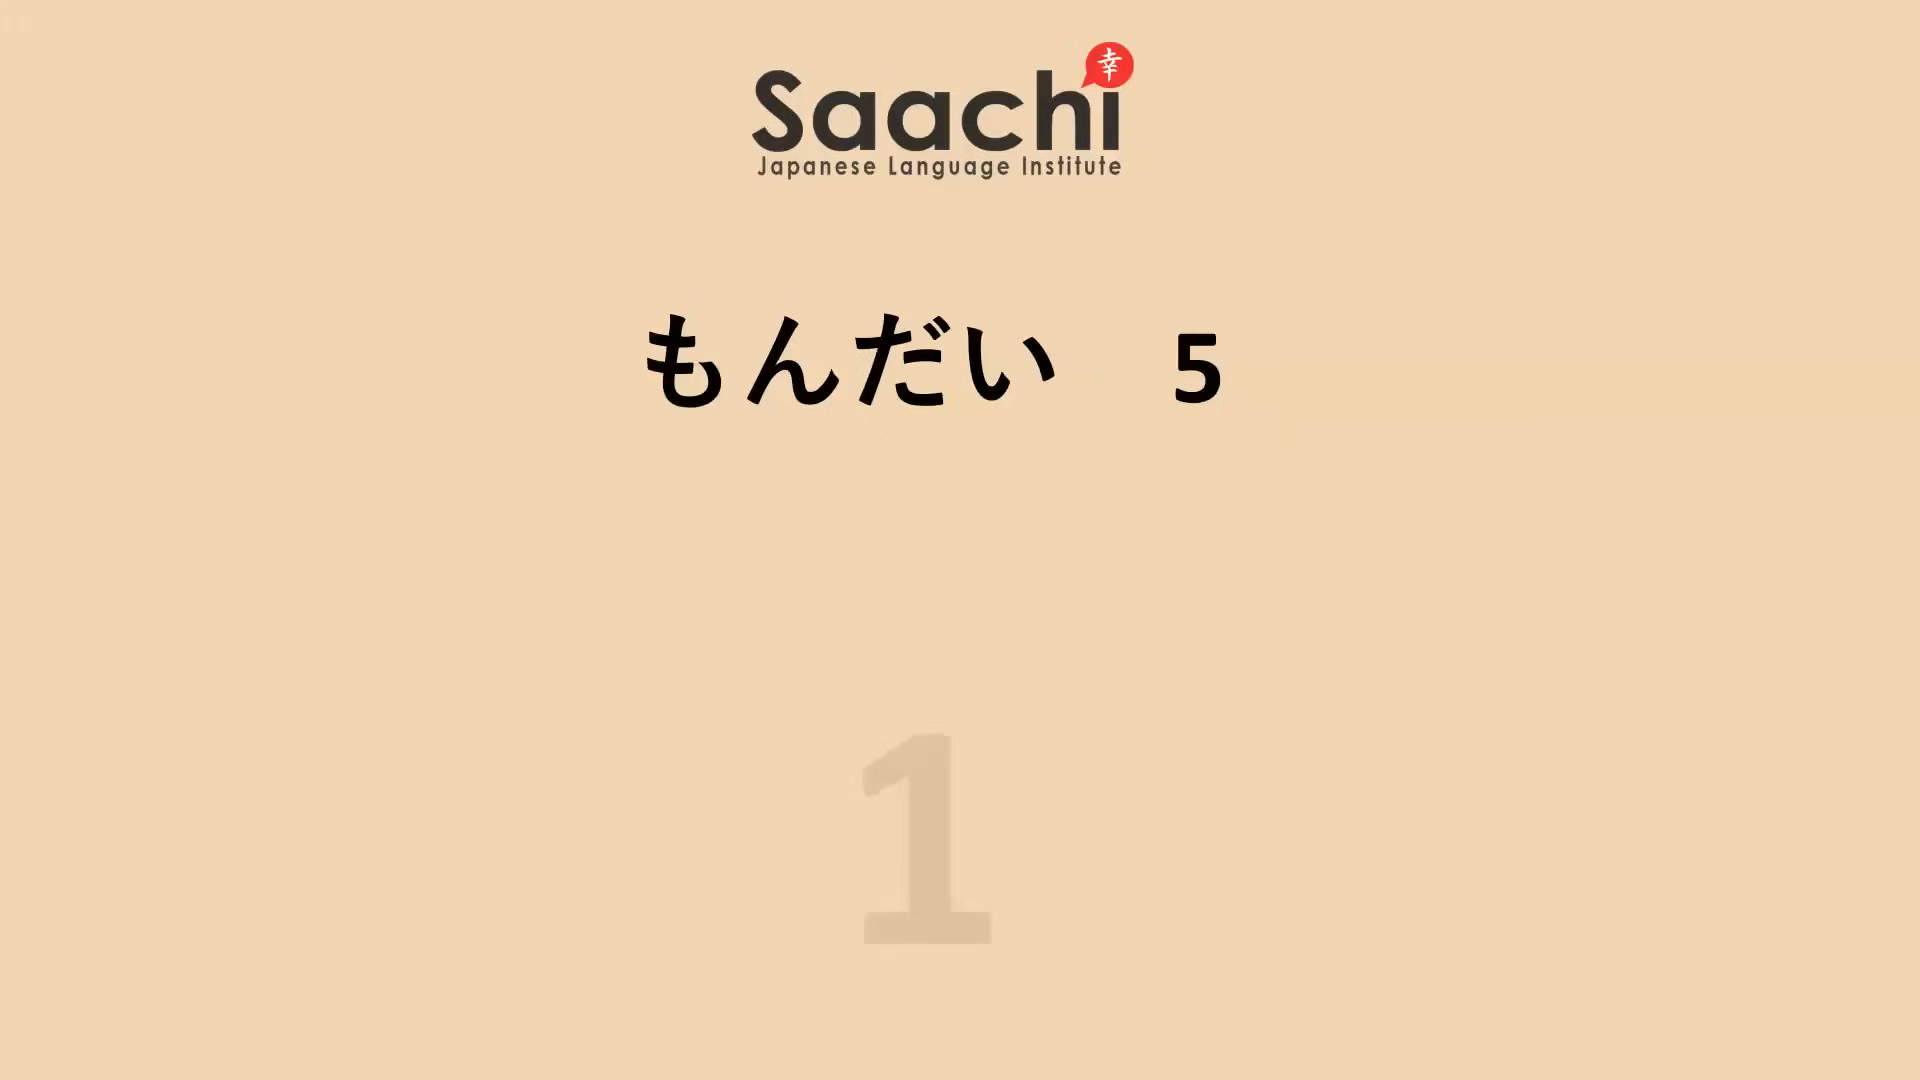 幸
Saachi
Japanese Language Institute
もんだい　5
1